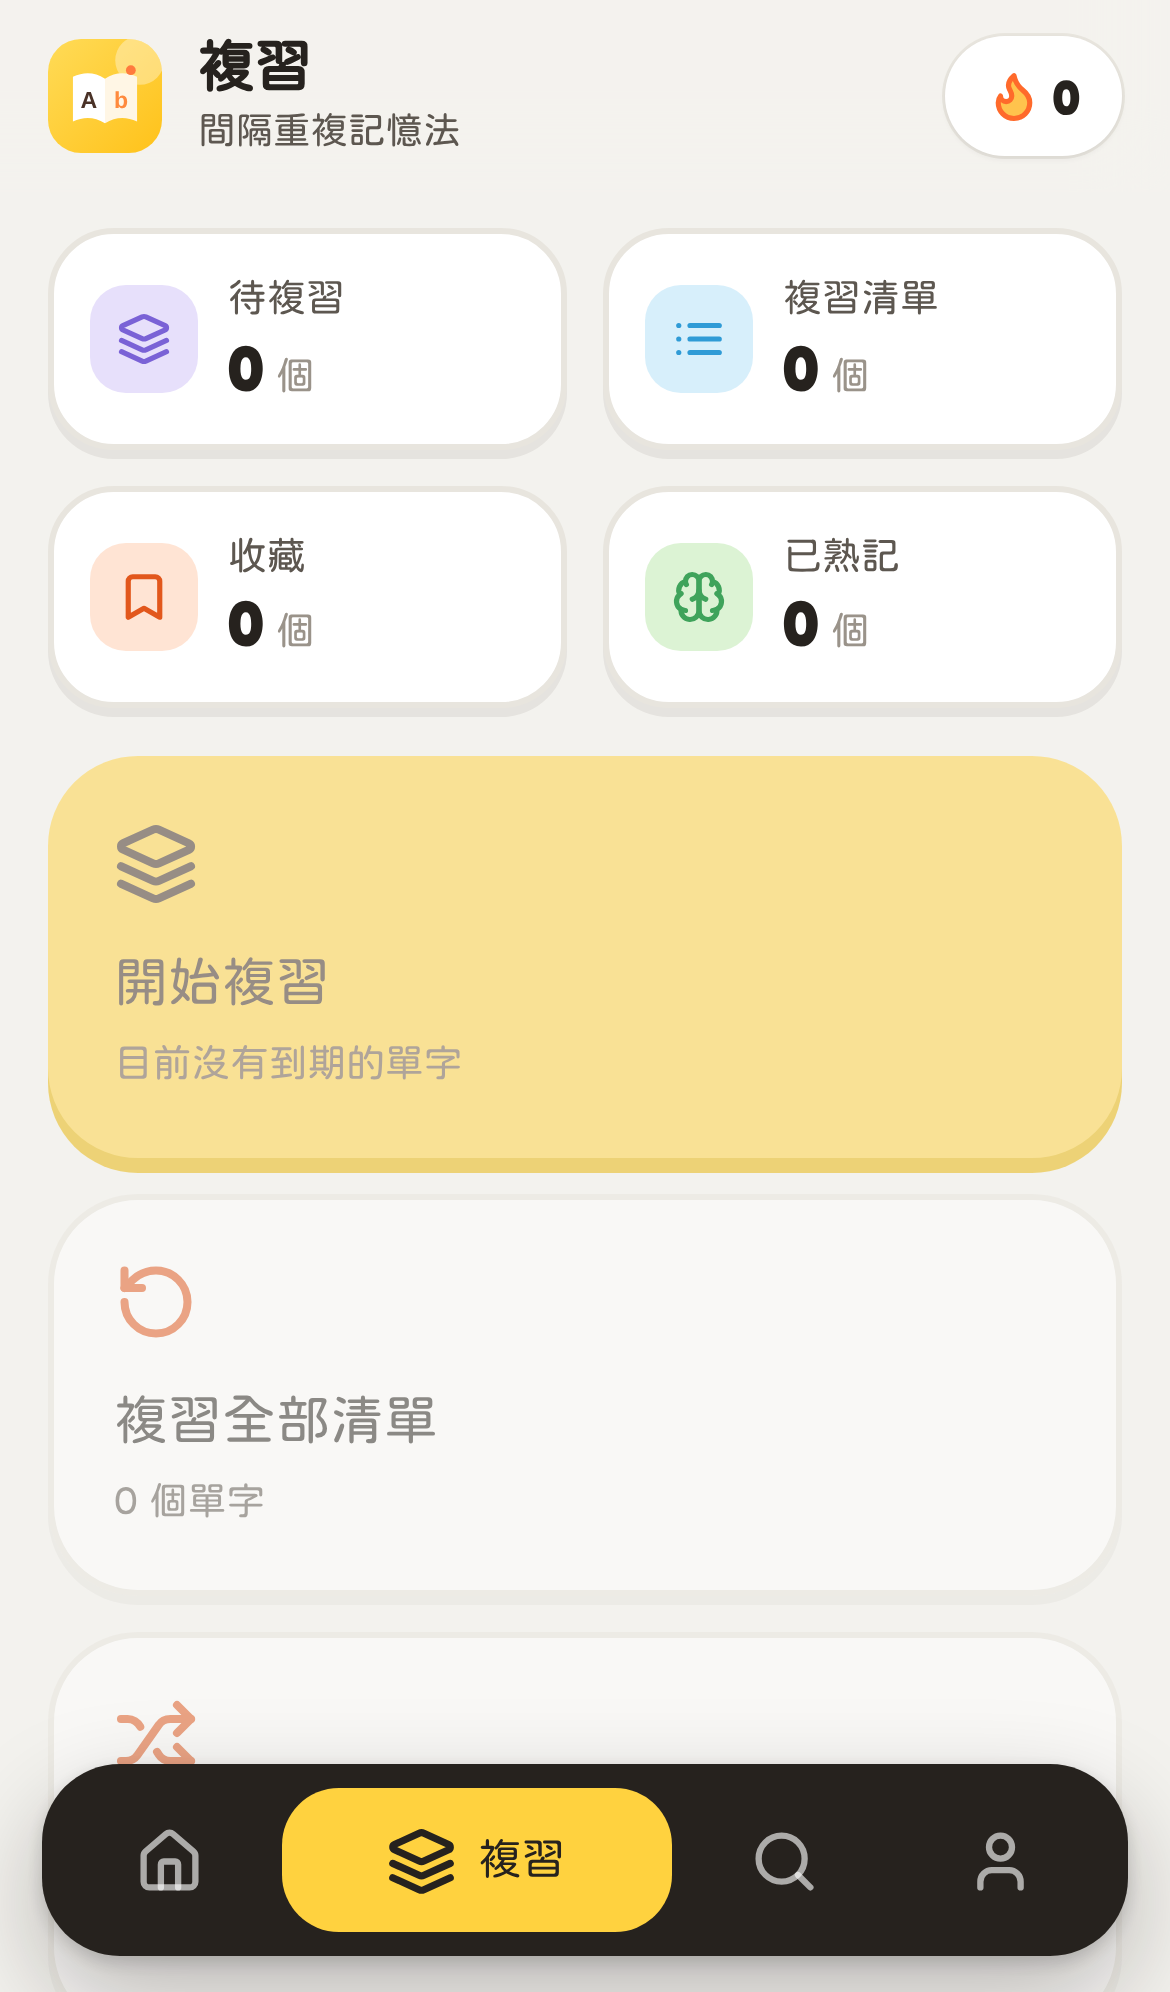 A b
複習
間隔重複記憶法
0
待複習
0 個
複習清單
0 個
收藏
0 個
已熟記
0 個
開始複習
目前沒有到期的單字
複習全部清單
0 個單字
複習